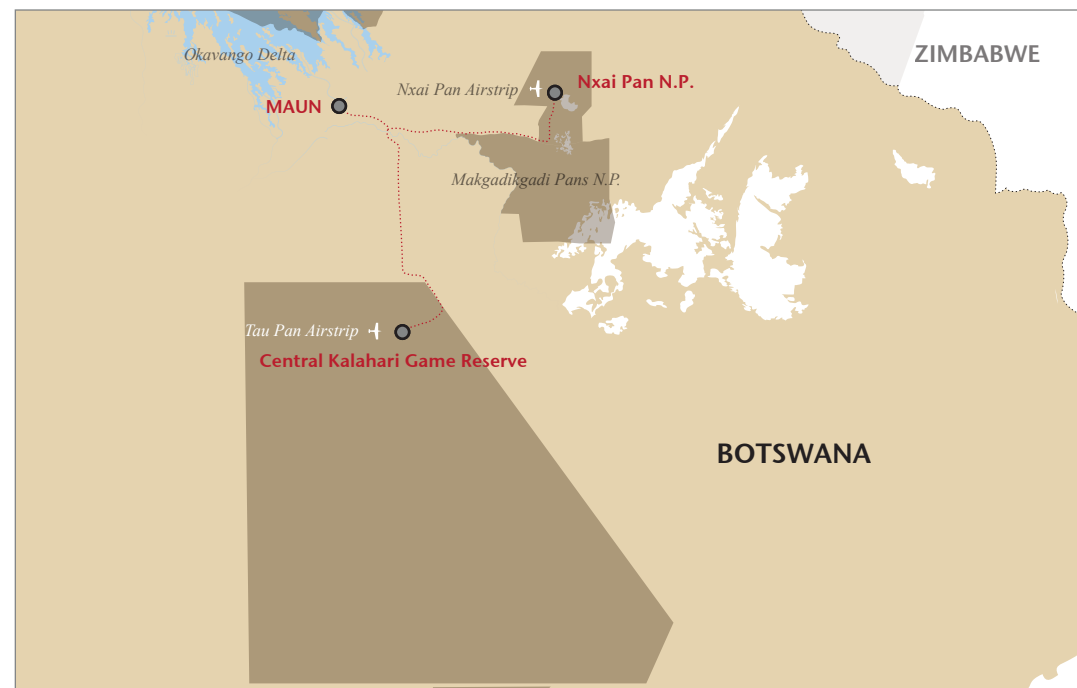 Okavango Delta
ZIMBABWE
Nxai Pan Airstrip
Nxai Pan N.P.
MAUN
Makgadikgadi Pans N.P.
Tau Pan Airstrip
Central Kalahari Game Reserve
BOTSWANA